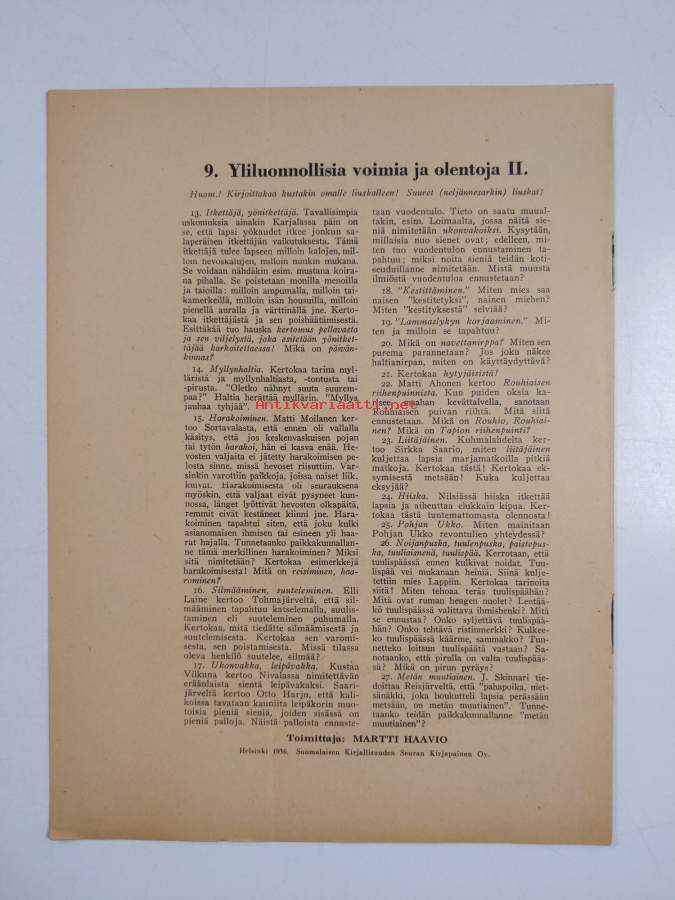 9. Yliluonnollisia voimia ja olentoja II.
Huom.! Kirjoittakaa kustakin omalle liuskalleen! Suuret (neljännesarkin) liuskat!
13. Itkettäjä, yönitkettäjä. Tavallisimpia
uskomuksia ainakin Karjalassa päin on
se, että lapsi yökaudet itkee jonkun sa-
laperäisen itkettäjän vaikutuksesta. Tämä
itkettäjä tulee lapseen milloin kalojen, mil-
loin hevoskalujen, milloin minkin mukana.
Se voidaan nähdäkin esim. mustana koira-
na pihalla. Se poistetaan monilla menoilla
ja taioilla: milloin ampumalla, milloin tai-
kamerkeillä, milloin isän housuilla, milloin
pienellä auralla ja värttinällä jne. Kerto-
kaa itkettäjästä ja sen poishäätämisestä.
Esittäkää tuo hauska kertomus pellavasta
ja sen viljelystä, joka esitetään yönitket-
täjää karkoitettaessa! Mikä on päivän-
kinnas?
14. Myllynhaltia. Kertokaa tarina myl-
läristä ja myllynhaltiasta, -tontusta tai
-pirusta. "Oletko nähnyt suuta suurem-
paa?" Haltia herättää myllärin. "Myllys
jauhaa tyhjää".
15. Harakoiminen. Matti Moilanen ker-
too Sortavalasta, että ennen oli vallalla
käsitys, että jos keskenvaskuisen pojan
tai tytön harakoi, hän ei kasva enää. He-
vosten valjaita ei jätetty harakoimisen pe-
losta sinne, missä hevoset riisuttiin. Var-
sinkin varottiin paikkoja, joissa naiset liik-
kuivat. Harakoimisesta oli seurauksena
myöskin, että valjaat eivät pysyneet kun-
nossa, länget lyöttivät hevosten olkapäitä,
remmit eivät kestäneet kiinni jne. Hara-
koiminen tapahtui siten, että joku kulki
asianomaisen ihmisen tai esineen yli haa-
rat hajalla. Tunnetaanko paikkakunnallan-
ne tämä merkillinen harakoiminen? Miksi
sitä nimitetään? Kertokaa esimerkkejä
harakoimisesta! Mitä on reisiminen, haa-
rominen?
16. Silmääminen, suuteleminen. Elli
Laine kertoo Tohmajärveltä, että sil-
määminen tapahtuu katselemalla, suulis-
taminen eli suuteleminen puhumalla.
Kertokaa, mitä tiedätte silmäämisestä ja
suutelemisesta. Kertokaa sen varomi-
sesta, sen poistamisesta. Missä tilassa
oleva henkilö suutelee, silmää?
17. Ukonvakka, leipävakka. Kustaa
Vilkuna kertoo Nivalassa nimitettävän
eräänlaista sientä leipävakaksi. Saari-
järveltä kertoo Otto Harju, että kali-
koissa tavataan kauniita leipäkorin muo-
toisia pieniä sieniä, joiden sisässä on
pieniä palloja. Näistä palloista ennuste-
taan vuodentulo. Tieto on saatu muual-
takin, esim. Loimaalta, jossa näitä sie-
niä nimitetään ukonvakoiksi. Kysytään,
millaisia nuo sienet ovat; edelleen, mi-
ten tuo vuodentulon ennustaminen ta-
pahtuu; miksi noita sieniä teidän koti-
seuduillanne nimitetään. Mistä muusta
ilmiöstä vuodentuloa ennustetaan?
18. "Kestittäminen." Miten mies saa
naisen "kestitetyksi", nainen miehen?
Miten "kestityksestä" selviää?
19. "Lammaslykyn korjaaminen." Mi-
ten ja milloin se tapahtuu?
20. Mikä on navettanirppa? Miten sen
purema parannetaan? Jos joku näkee
haltianirpan, miten on käyttäydyttävä?
21. Kertokaa hytyjäisistä!
22. Matti Ahonen kertoo Rouhiaisen
riihenpuinnista. Kun puiden oksia ka-
risee maahan kevättalvella, sanotaan
Rouhiaisen puivan riihtä. Mitä siitä
ennustetaan. Mikä on Rouhio, Rouhiai-
nen? Mikä on Tapion riihenpuinti?
23. Liitäjäinen. Kuhmalahdelta ker-
too Sirkka Saario, miten liitäjäinen
kuljettaa lapsia marjamatkoilla pitkiä
matkoja. Kertokaa tästä! Kertokaa ek-
symisestä metsään! Kuka kuljettaa
eksyjää?
24. Hiiska. Nilsiässä hiiska itkettää
lapsia ja aiheuttaa elukkain kipua. Ker-
tokaa tästä tuntemattomasta olennosta!
25. Pohjan Ukko. Miten mainitaan
Pohjan Ukko revontulien yhteydessä?
26. Noijanpuska, tuulenpuska, paistepus-
ka, tuuliaisenä, tuulispää. Kerrotaan, että
tuulispäässä ennen kulkivat noidat. Tuu-
lispää vei mukanaan heiniä. Siinä kulje-
tettiin mies Lappiin. Kertokaa tarinoita
siitä! Miten tehoaa teräs tuulispäähän?
Mitä ovat ruman hengen nuolet? Lentää-
kö tuulispäässä valittava ihmishenki? Mitä
se ennustaa? Onko syljettävä tuulispää-
hän? Onko tehtävä ristinmerkki? Kulkee-
ko tuulispäässä käärme, sammakko? Tun-
netteko loitsun tuulispäätä vastaan? Sa-
notaanko, että pirulla on valta tuulispääs-
sä? Mikä on pirun pyräys?
27. Metän muutiainen. J. Skinnari tie-
doittaa Reisjärveltä, että "pahapoika, met-
sänäkki, joka houkutteli lapsia perässään
metsään, on metän muutiainen". Tunne-
taanko teidän paikkakunnallanne "metän
muutiainen"?
Toimittaja: MARTTI HAAVIO
Helsinki 1936. Suomalaisen Kirjallisuuden Seuran Kirjapainon Oy.
Antikvariaatti.net